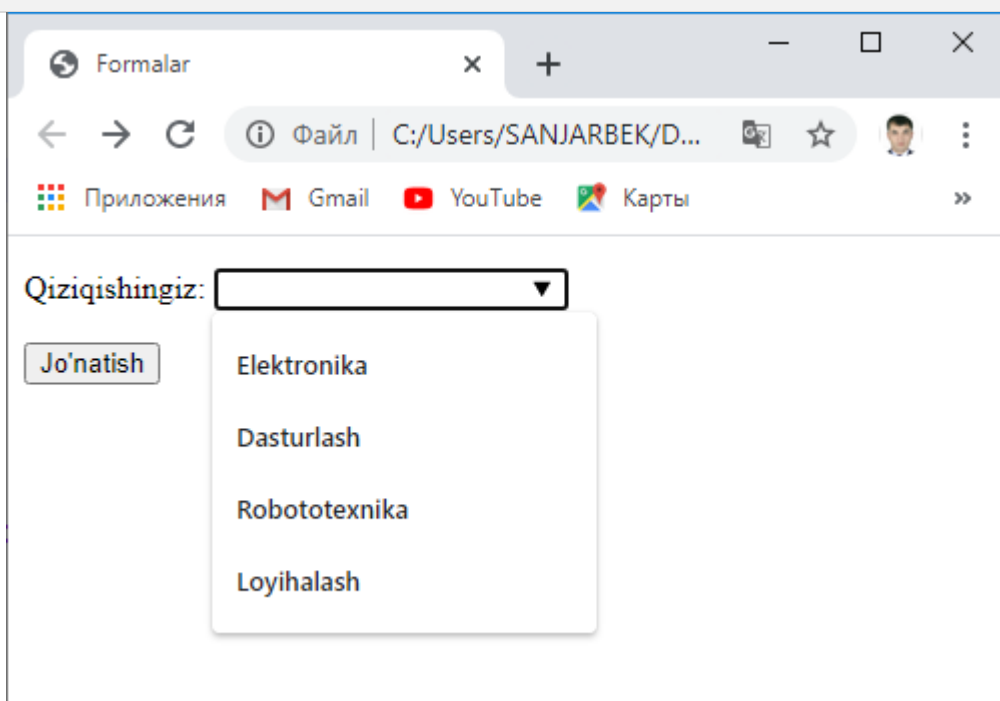 Formalar
Файл C:/Users/SANJARBEK/D...
Приложения Gmail YouTube Карты
Qiziqishingiz:
Jo'natish
Elektronika
Dasturlash
Robototexnika
Loyihalash